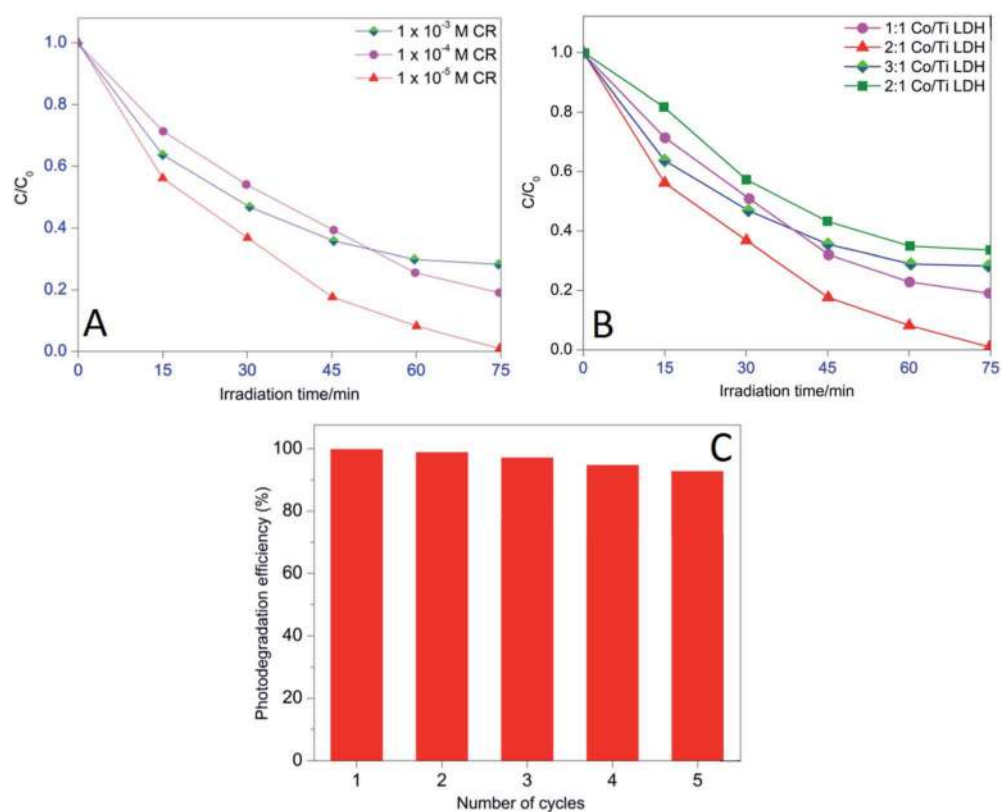 1.0
0.8
0.6
0.4
0.2
0.0
C/C₀
1 x 10⁻³ M CR
1 x 10⁻⁴ M CR
1 x 10⁻⁵ M CR
A
0 15 30 45 60 75
Irradiation time/min
1.0
0.8
0.6
0.4
0.2
0.0
C/C₀
1:1 Co/Ti LDH
2:1 Co/Ti LDH
3:1 Co/Ti LDH
2:1 Co/Ti LDH
B
0 15 30 45 60 75
Irradiation time/min
100
80
60
40
20
0
Photodegradation efficiency (%)
C
1 2 3 4 5
Number of cycles